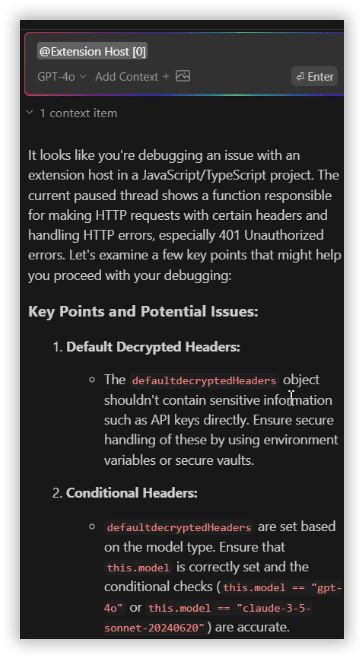 @Extension Host [0]
GPT-4o Add Context + Enter
1 context item
It looks like you're debugging an issue with an
extension host in a JavaScript/TypeScript project. The
current paused thread shows a function responsible
for making HTTP requests with certain headers and
handling HTTP errors, especially 401 Unauthorized
errors. Let's examine a few key points that might help
you proceed with your debugging:
Key Points and Potential Issues:
1. Default Decrypted Headers:
The defaultdecryptedHeaders object
shouldn't contain sensitive information
such as API keys directly. Ensure secure
handling of these by using environment
variables or secure vaults.
2. Conditional Headers:
defaultdecryptedHeaders are set based
on the model type. Ensure that
this.model is correctly set and the
conditional checks (this.model == "gpt-
4o" or this.model == "claude-3-5-
sonnet-20240620") are accurate.